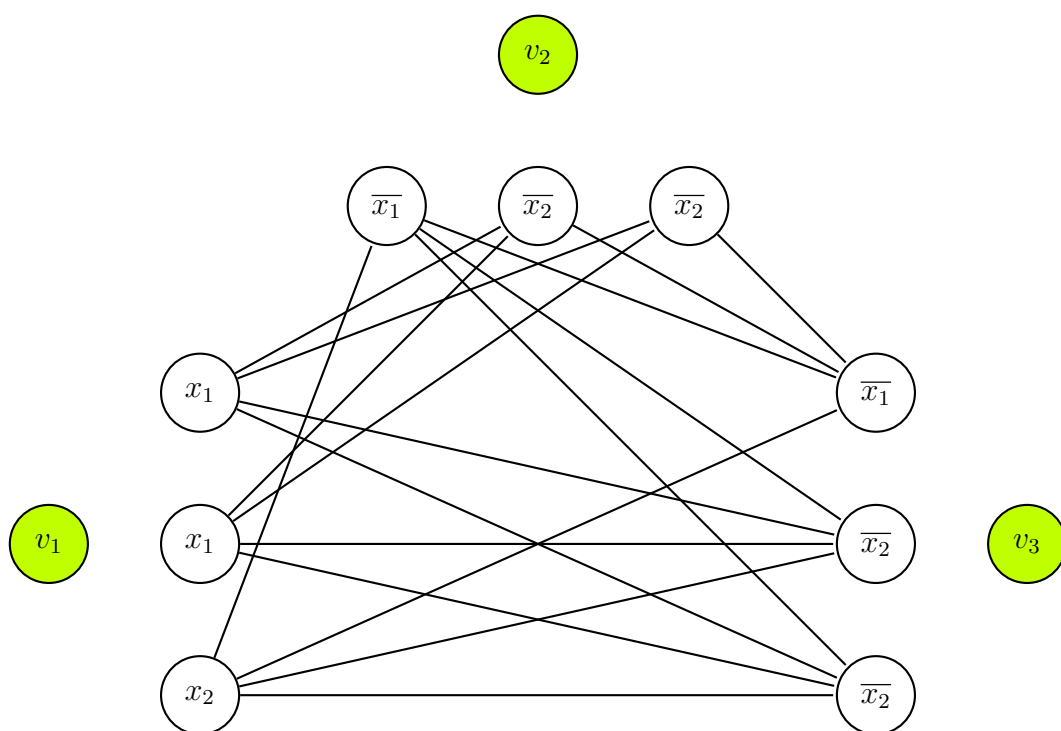 v₂
x̅₁ x̅₂ x̅₂
x₁ x̅₁
v₁ x₁ x̅₂ v₃
x₂ x̅₂